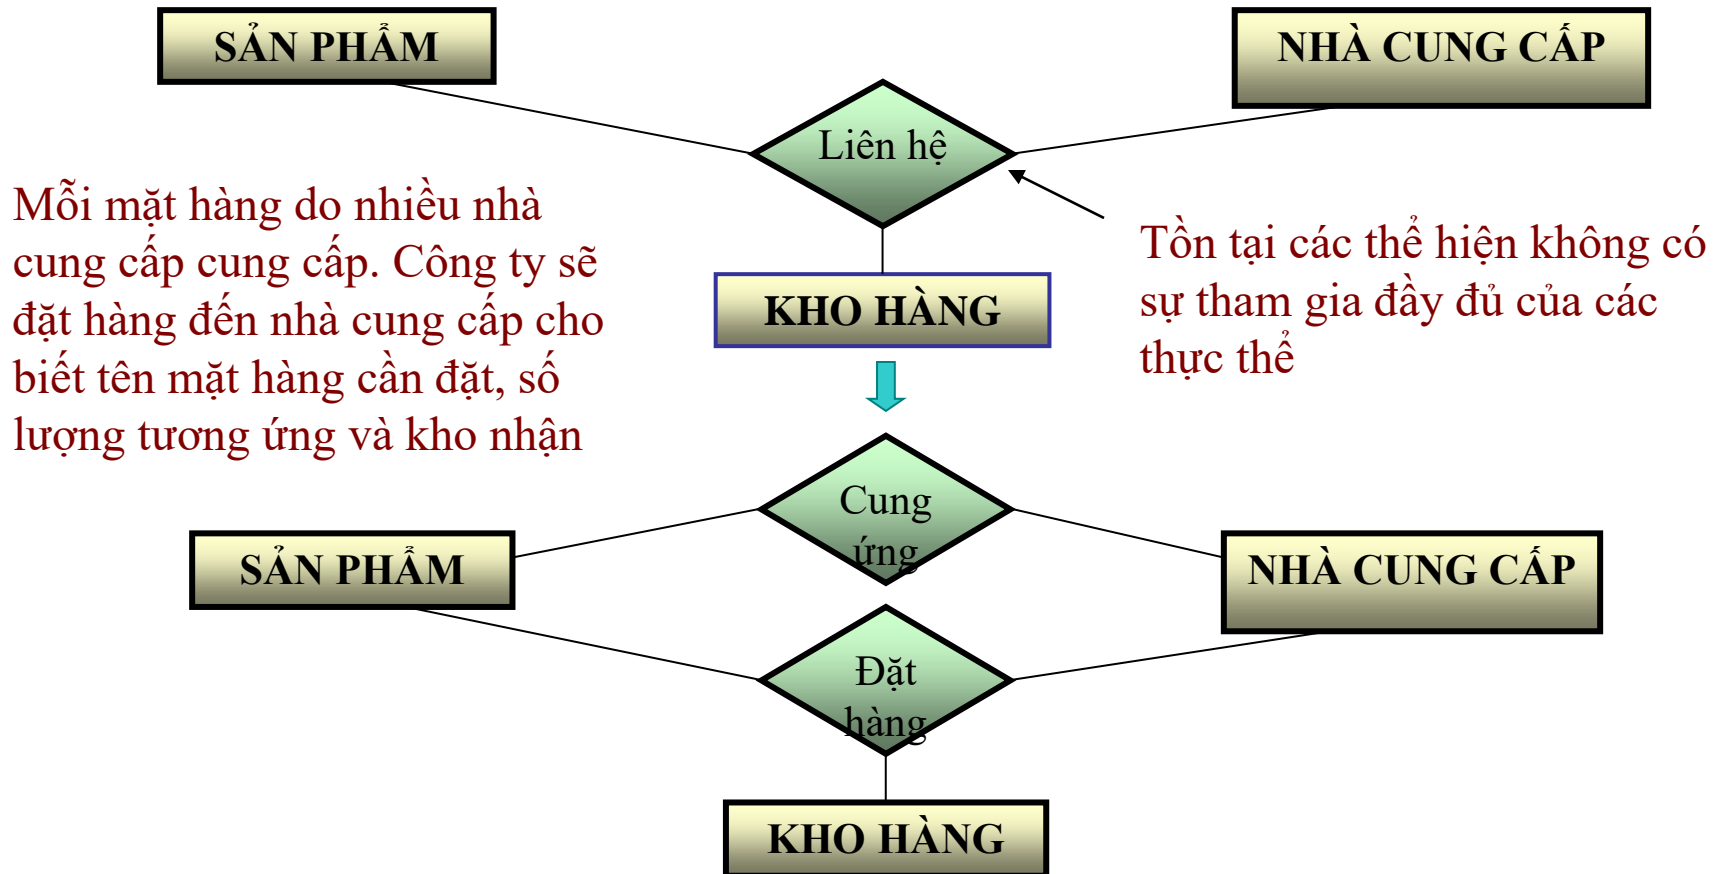 SẢN PHẨM
NHÀ CUNG CẤP
Liên hệ
Mỗi mặt hàng do nhiều nhà
cung cấp cung cấp. Công ty sẽ
đặt hàng đến nhà cung cấp cho
biết tên mặt hàng cần đặt, số
lượng tương ứng và kho nhận
Tồn tại các thể hiện không có
sự tham gia đầy đủ của các
thực thể
KHO HÀNG
Cung
ứng
SẢN PHẨM
NHÀ CUNG CẤP
Đặt
hàng
KHO HÀNG